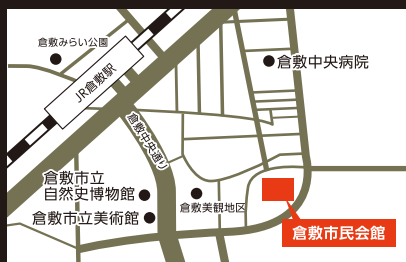 倉敷みらい公園
JR倉敷駅
倉敷中央病院
倉敷中央通り
倉敷市立
自然史博物館
倉敷市立美術館
倉敷美観地区
倉敷市民会館